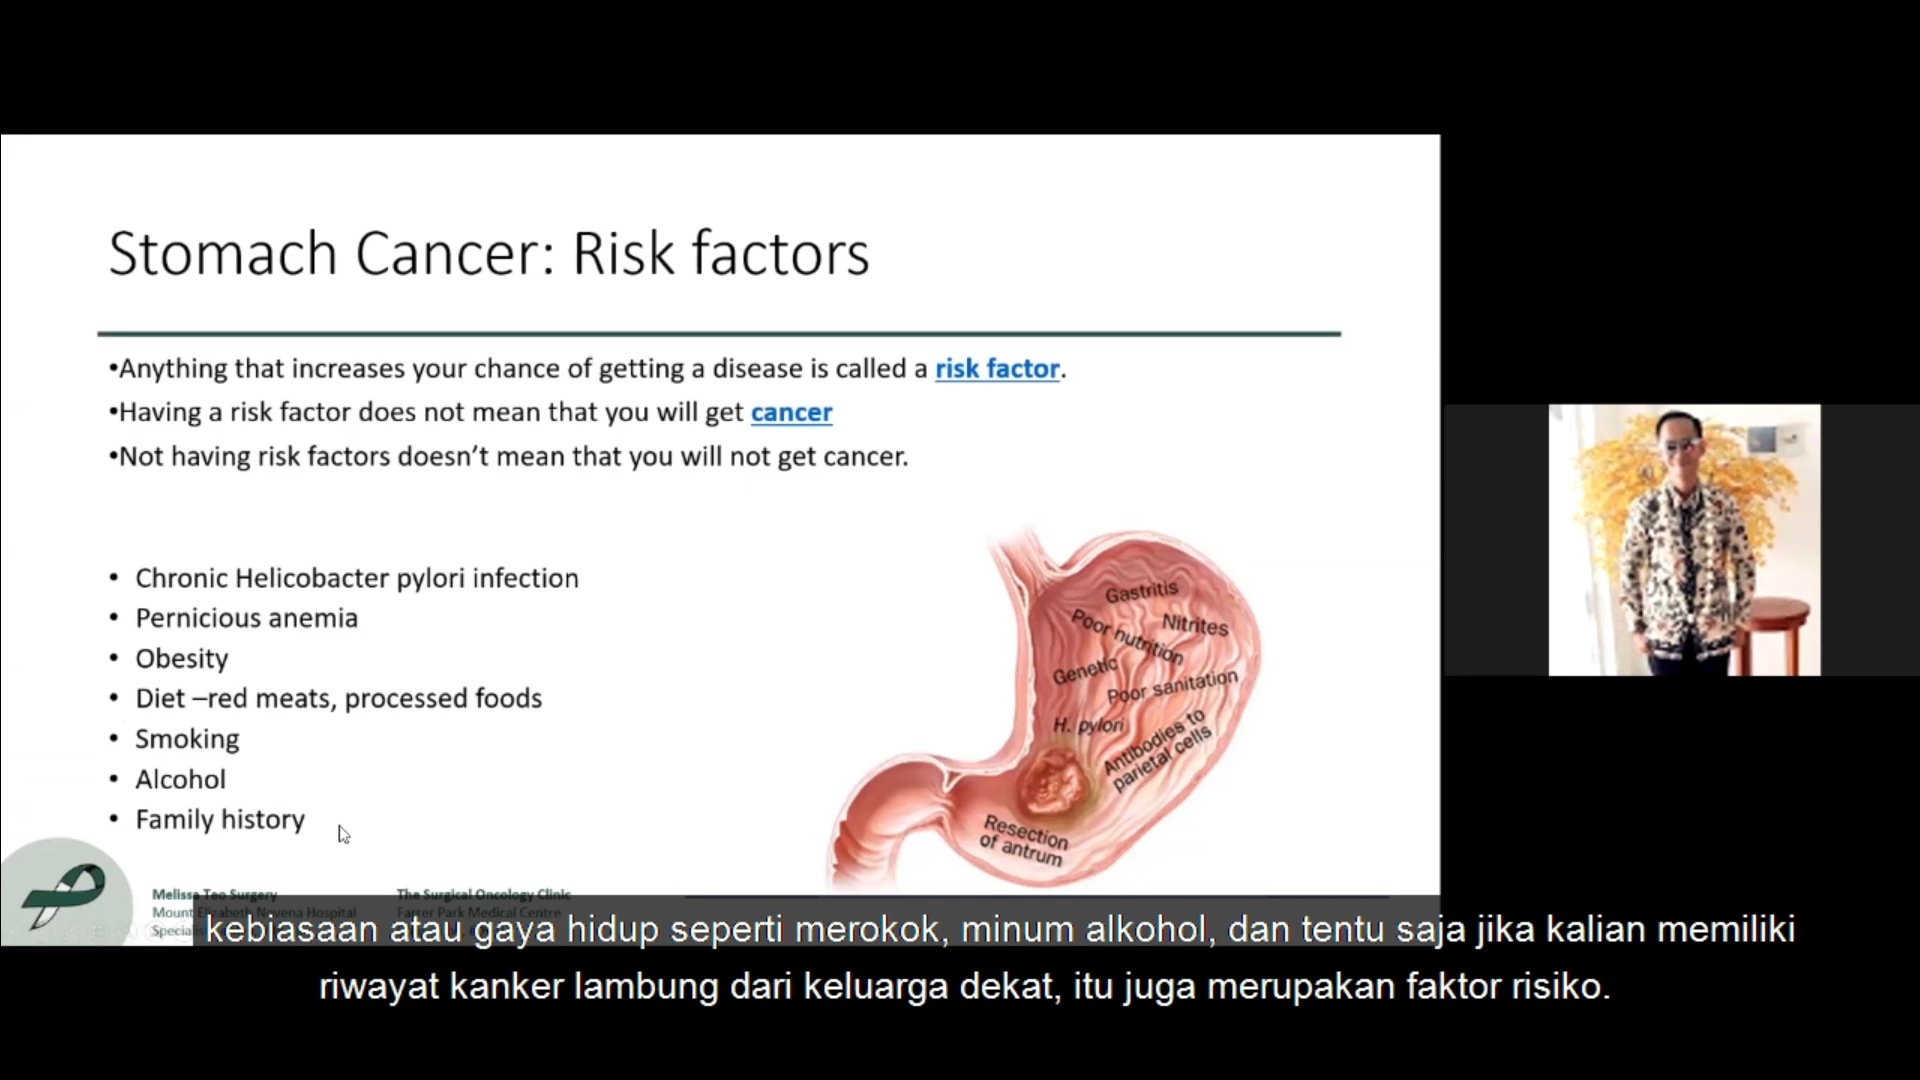 Stomach Cancer: Risk factors
•Anything that increases your chance of getting a disease is called a risk factor.
•Having a risk factor does not mean that you will get cancer
•Not having risk factors doesn’t mean that you will not get cancer.
• Chronic Helicobacter pylori infection
• Pernicious anemia
• Obesity
• Diet –red meats, processed foods
• Smoking
• Alcohol
• Family history
Gastritis
Nitrites
Poor nutrition
Genetic
Poor sanitation
H. pylori
Antibodies to
parietal cells
Resection
of antrum
Melissa Teo Surgery
Mount Elizabeth Novena Hospital
The Surgical Oncology Clinic
Farrer Park Medical Centre
kebiasaan atau gaya hidup seperti merokok, minum alkohol, dan tentu saja jika kalian memiliki
riwayat kanker lambung dari keluarga dekat, itu juga merupakan faktor risiko.